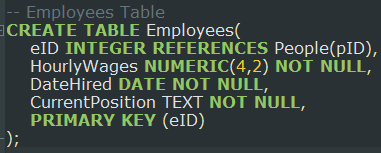 -- Employees Table
CREATE TABLE Employees(
eID INTEGER REFERENCES People(pID),
HourlyWages NUMERIC(4,2) NOT NULL,
DateHired DATE NOT NULL,
CurrentPosition TEXT NOT NULL,
PRIMARY KEY (eID)
);